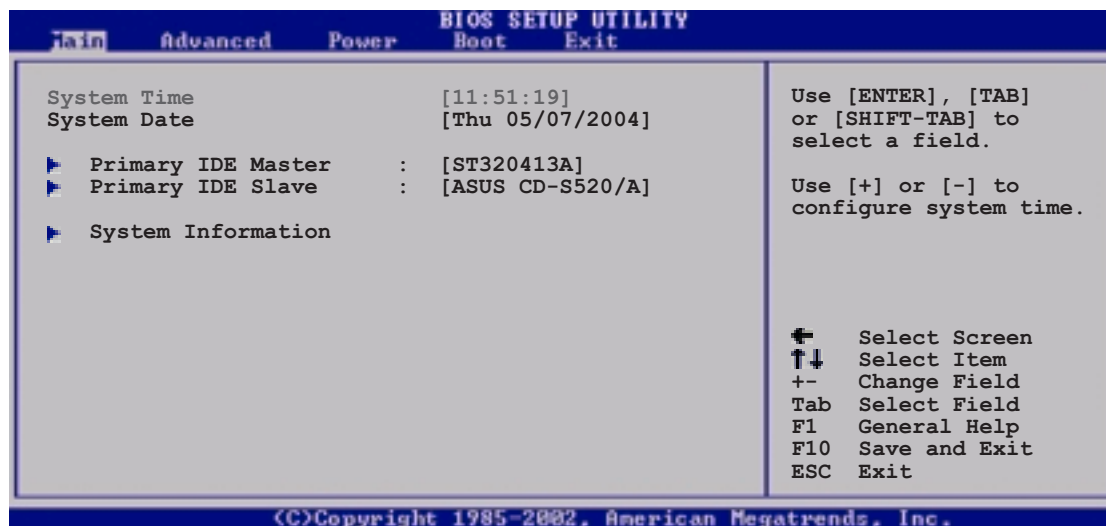 BIOS SETUP UTILITY
Main Advanced Power Boot Exit
System Time [11:51:19]
System Date [Thu 05/07/2004]
Primary IDE Master : [ST320413A]
Primary IDE Slave : [ASUS CD-S520/A]
System Information
Use [ENTER], [TAB]
or [SHIFT-TAB] to
select a field.
Use [+] or [-] to
configure system time.
Select Screen
Select Item
+- Change Field
Tab Select Field
F1 General Help
F10 Save and Exit
ESC Exit
(C)Copyright 1985-2002, American Megatrends, Inc.